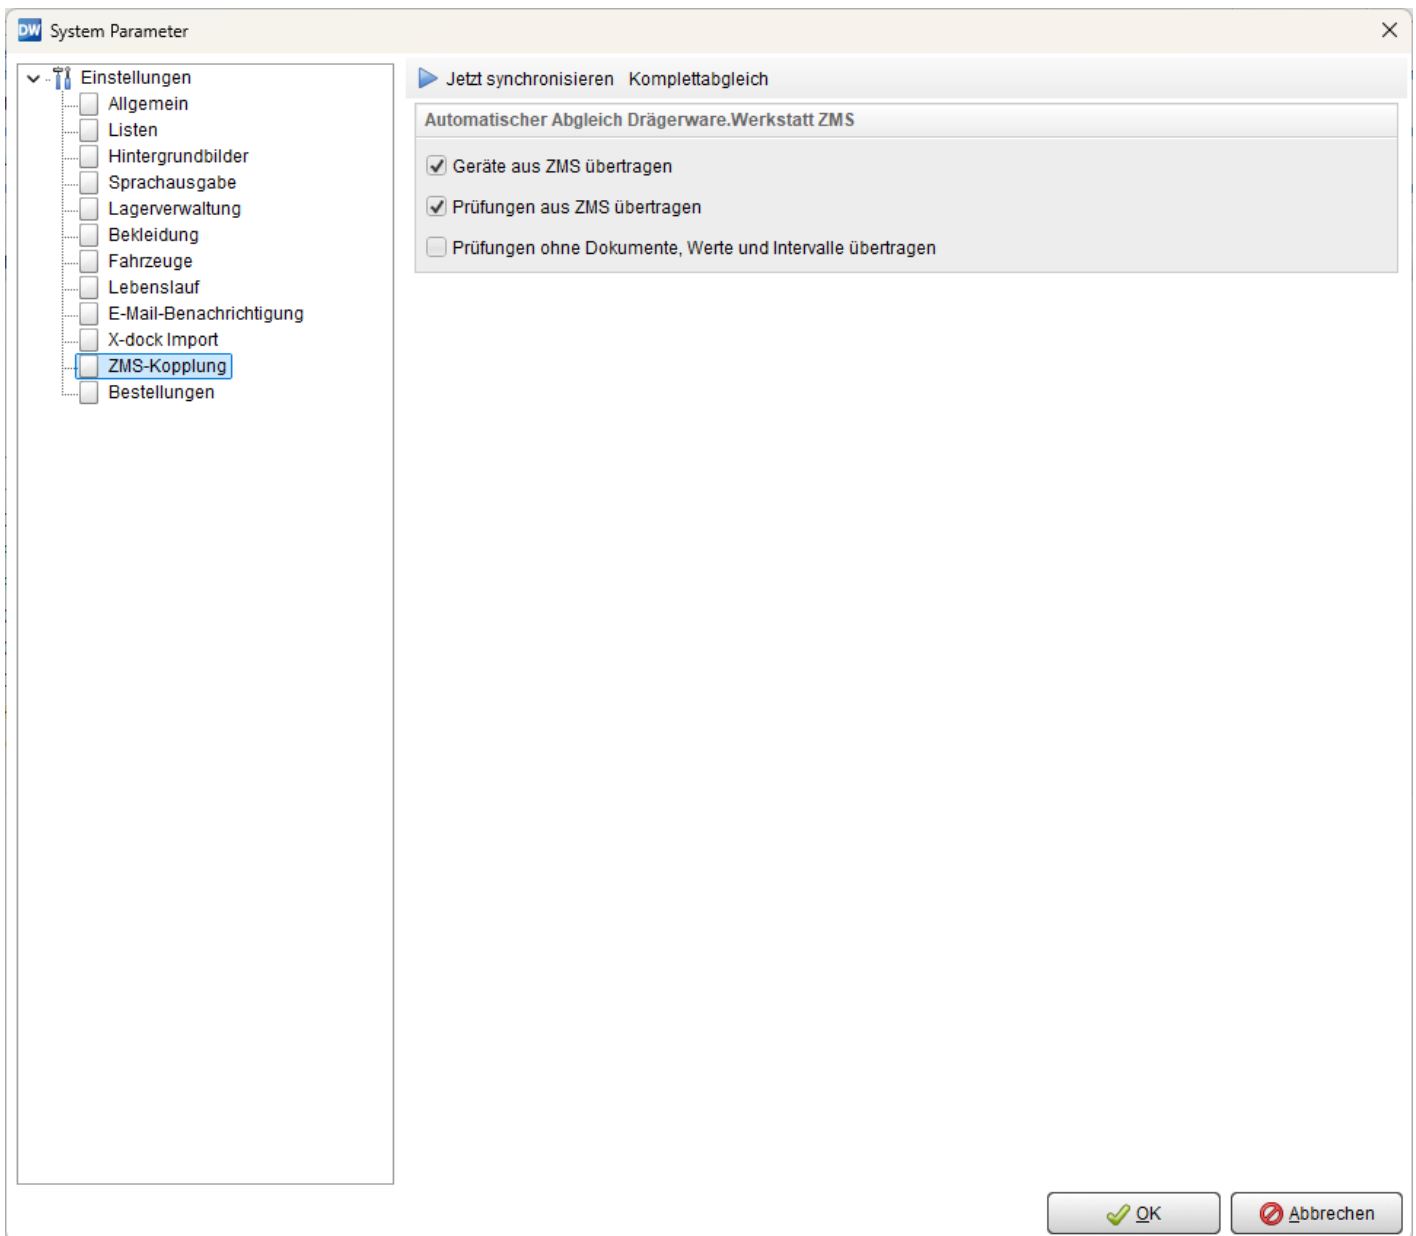 DW System Parameter
Einstellungen
Allgemein
Listen
Hintergrundbilder
Sprachausgabe
Lagerverwaltung
Bekleidung
Fahrzeuge
Lebenslauf
E-Mail-Benachrichtigung
X-dock Import
ZMS-Kopplung
Bestellungen
Jetzt synchronisieren Komplettabgleich
Automatischer Abgleich Drägerware.Werkstatt ZMS
Geräte aus ZMS übertragen
Prüfungen aus ZMS übertragen
Prüfungen ohne Dokumente, Werte und Intervalle übertragen
OK Abbrechen